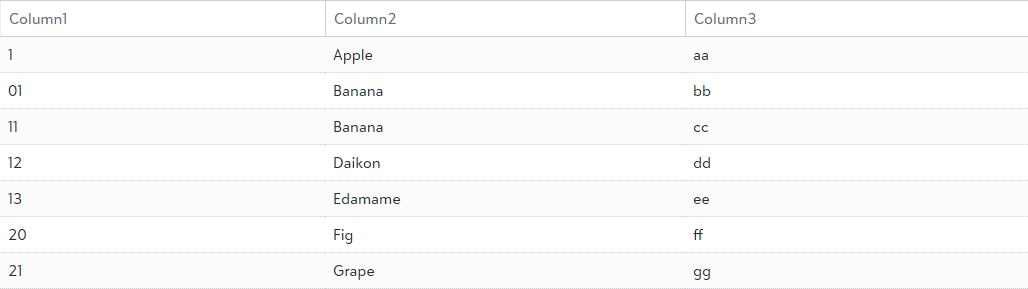 Column1 Column2 Column3
1 Apple aa
01 Banana bb
11 Banana cc
12 Daikon dd
13 Edamame ee
20 Fig ff
21 Grape gg